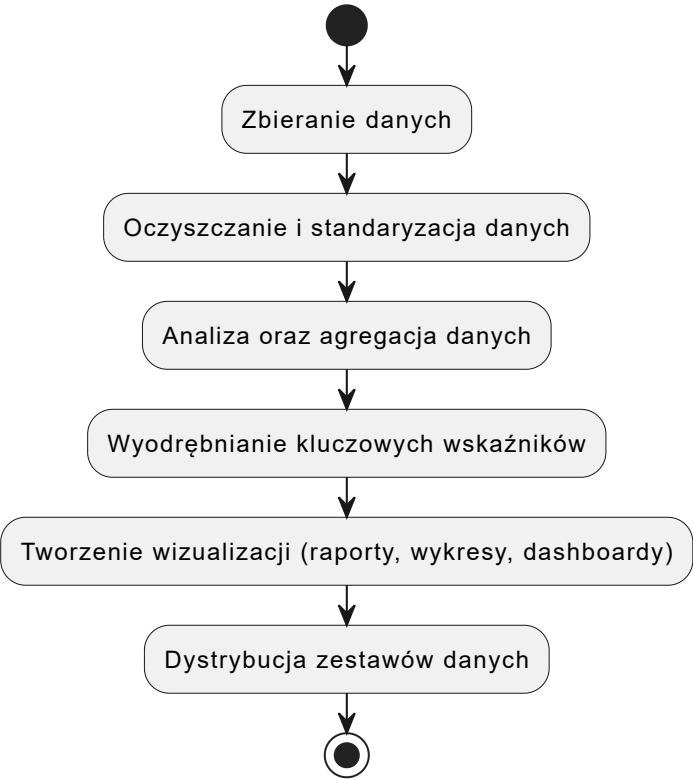 Zbieranie danych
Oczyszczanie i standaryzacja danych
Analiza oraz agregacja danych
Wyodrębnianie kluczowych wskaźników
Tworzenie wizualizacji (raporty, wykresy, dashboardy)
Dystrybucja zestawów danych